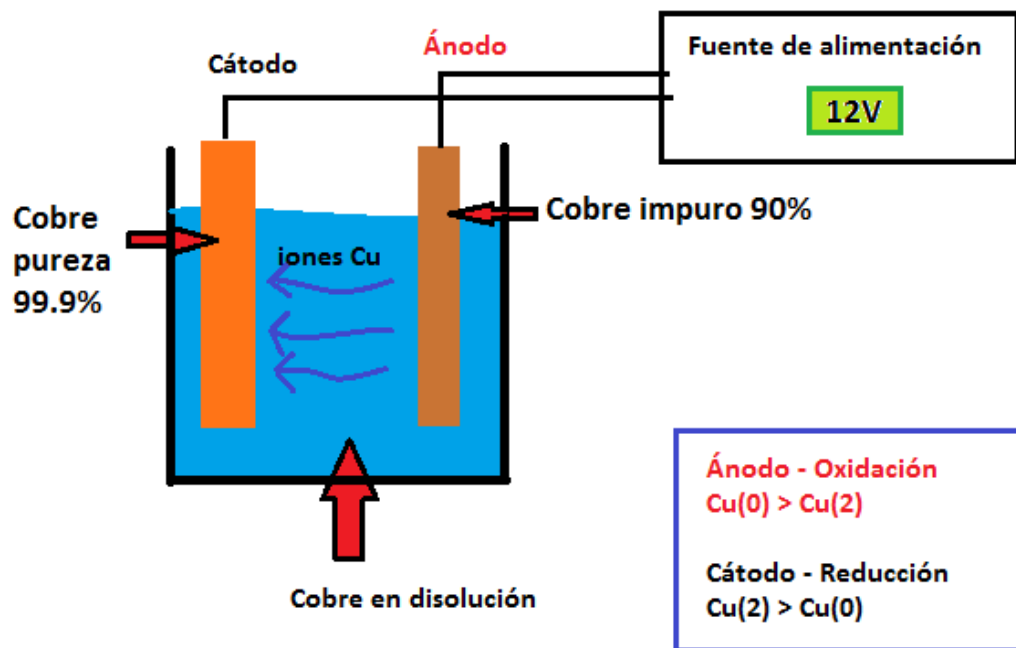 Cátodo
Ánodo
Fuente de alimentación
12V
Cobre
pureza
99.9%
iones Cu
Cobre impuro 90%
Cobre en disolución
Ánodo - Oxidación
Cu(0) > Cu(2)
Cátodo - Reducción
Cu(2) > Cu(0)